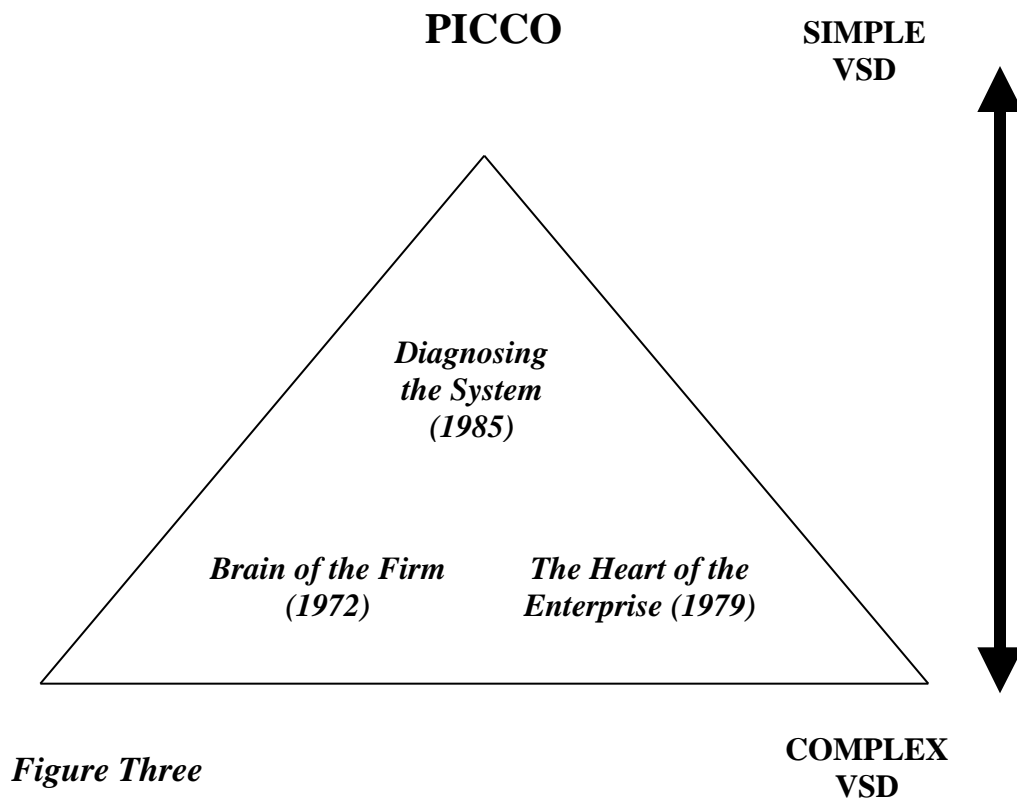 PICCO
SIMPLE
VSD
Diagnosing
the System
(1985)
Brain of the Firm
(1972)
The Heart of the
Enterprise (1979)
COMPLEX
VSD
Figure Three